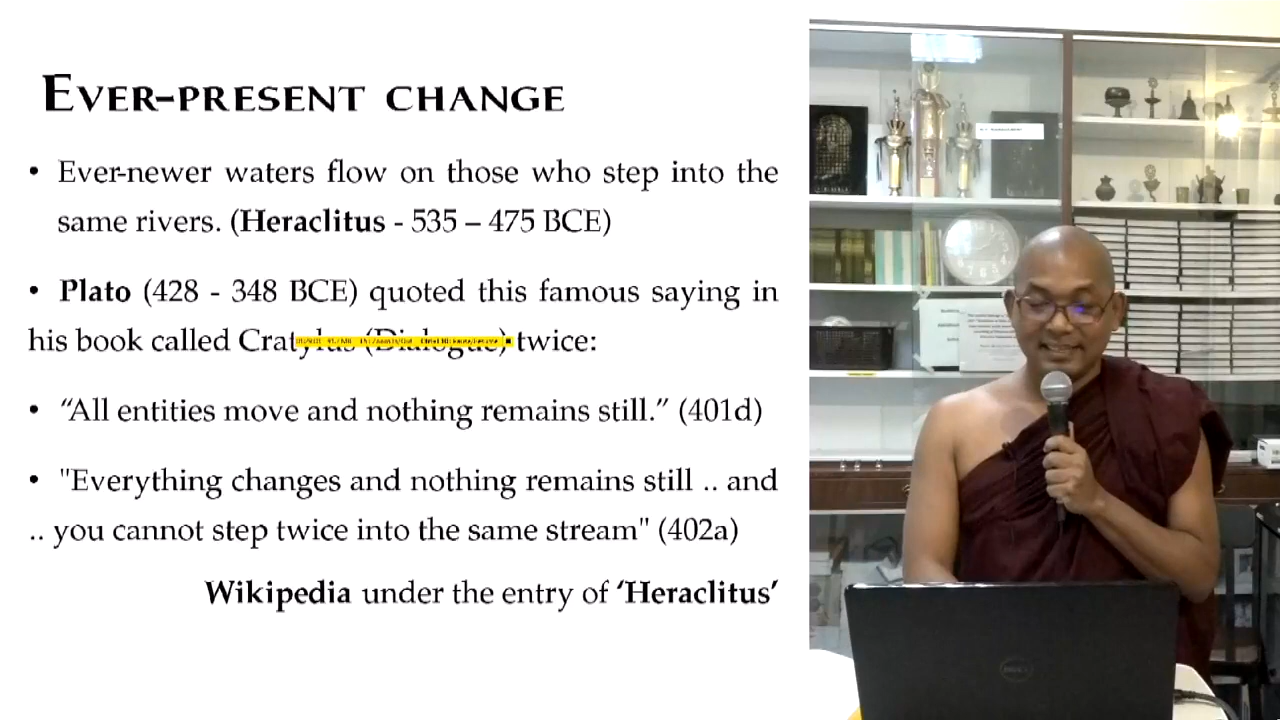 EVER-PRESENT CHANGE
• Ever-newer waters flow on those who step into the
same rivers. (Heraclitus - 535 – 475 BCE)
• Plato (428 - 348 BCE) quoted this famous saying in
his book called Cratylus (Dialogue) twice:
• “All entities move and nothing remains still.” (401d)
• "Everything changes and nothing remains still .. and
.. you cannot step twice into the same stream" (402a)
Wikipedia under the entry of ‘Heraclitus’
DELL